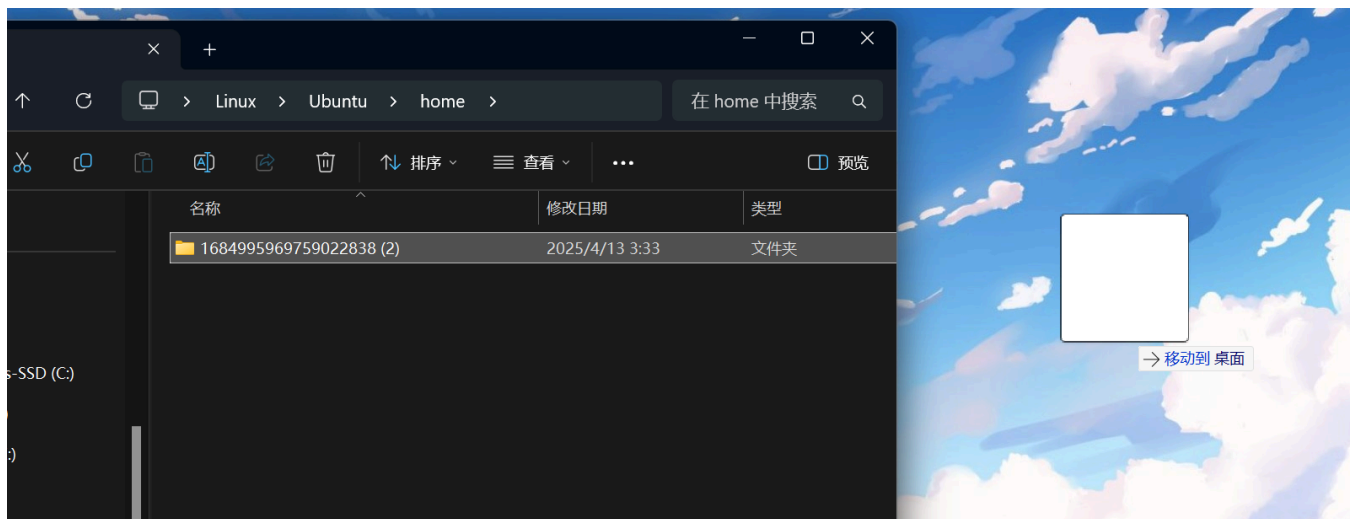 Linux > Ubuntu > home >
在 home 中搜索
排序
查看
预览
名称
修改日期
类型
1684995969759022838 (2)
2025/4/13 3:33
文件夹
s-SSD (C:)
:)
移动到 桌面